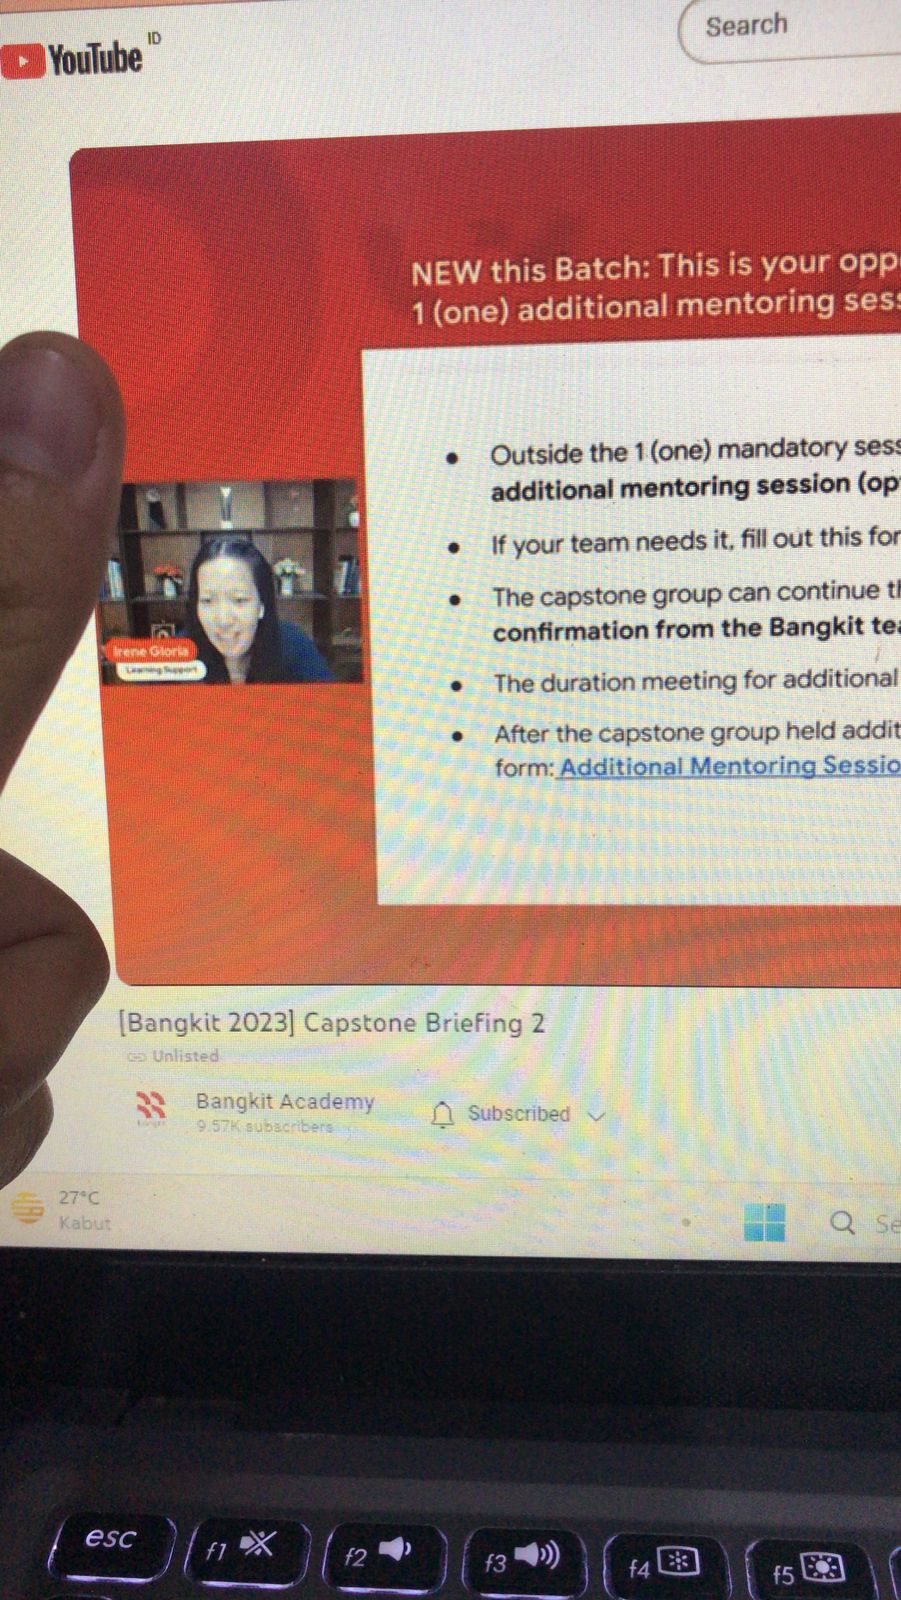 YouTube ID
Search
NEW this Batch: This is your opp
1 (one) additional mentoring ses
Outside the 1 (one) mandatory sess
additional mentoring session (op
If your team needs it, fill out this for
The capstone group can continue th
confirmation from the Bangkit tea
The duration meeting for additional
After the capstone group held addit
form: Additional Mentoring Sessio
Irene Gloria
Learning Support
[Bangkit 2023] Capstone Briefing 2
Unlisted
Bangkit Academy
9.57K subscribers
Subscribed
27°C
Kabut
Se
esc
f1
f2
f3
f4
f5